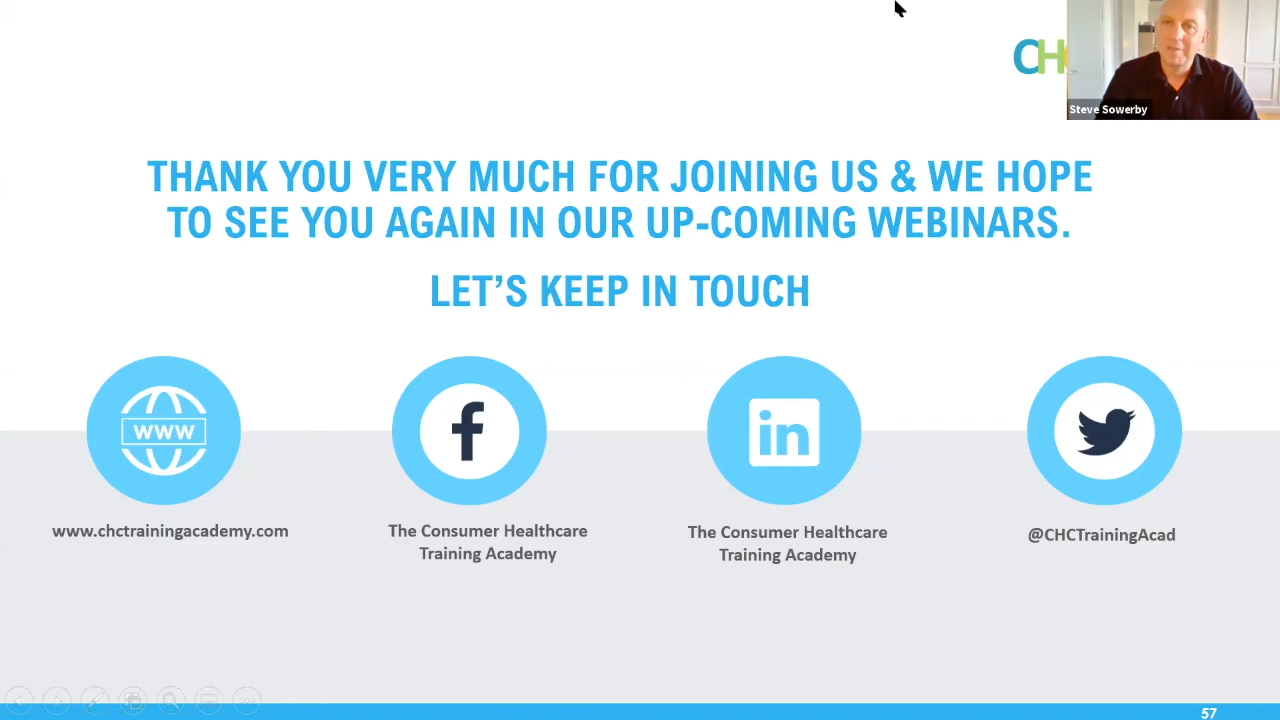 CH
Steve Sowerby
THANK YOU VERY MUCH FOR JOINING US & WE HOPE
TO SEE YOU AGAIN IN OUR UP-COMING WEBINARS.
LET’S KEEP IN TOUCH
WWW
f
in
www.chctrainingacademy.com
The Consumer Healthcare
Training Academy
The Consumer Healthcare
Training Academy
@CHCTrainingAcad
57